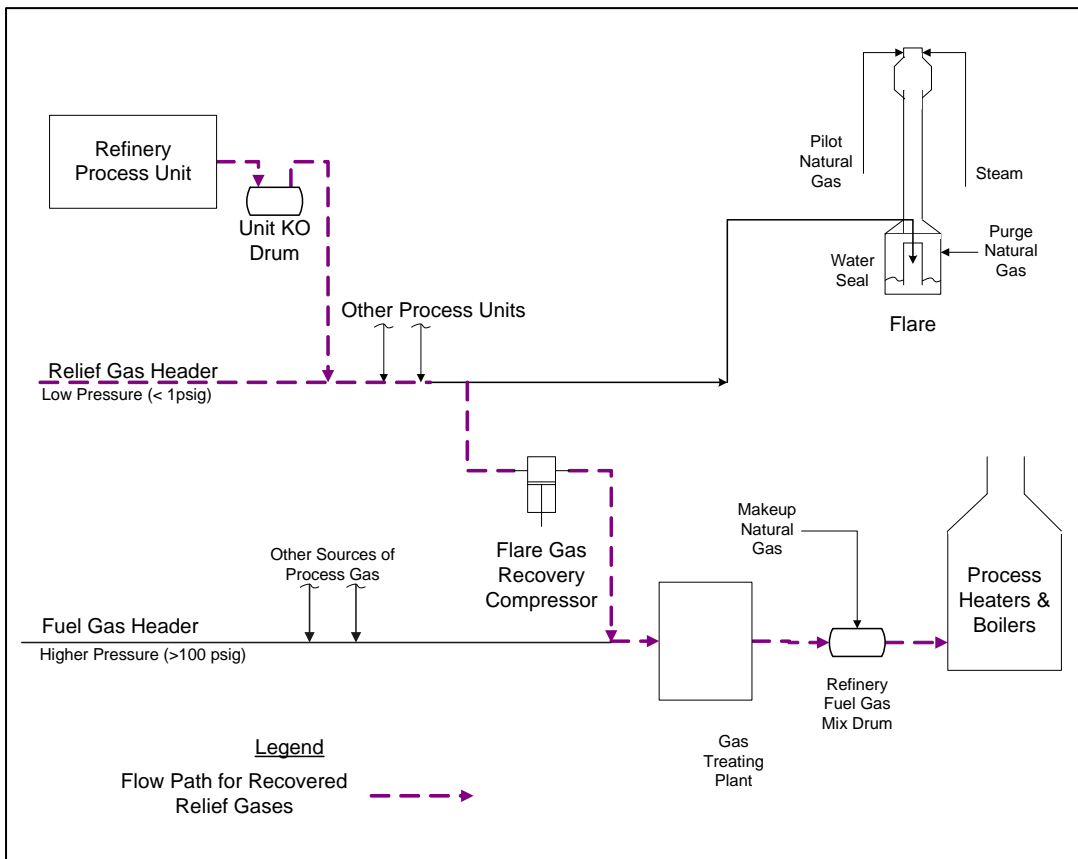 Refinery
Process Unit
Unit KO
Drum
Pilot
Natural
Gas
Steam
Water
Seal
Purge
Natural
Gas
Flare
Other Process Units
Relief Gas Header
Low Pressure (< 1psig)
Flare Gas
Recovery
Compressor
Other Sources of
Process Gas
Makeup
Natural
Gas
Process
Heaters &
Boilers
Fuel Gas Header
Higher Pressure (>100 psig)
Refinery
Fuel Gas
Mix Drum
Gas
Treating
Plant
Legend
Flow Path for Recovered
Relief Gases